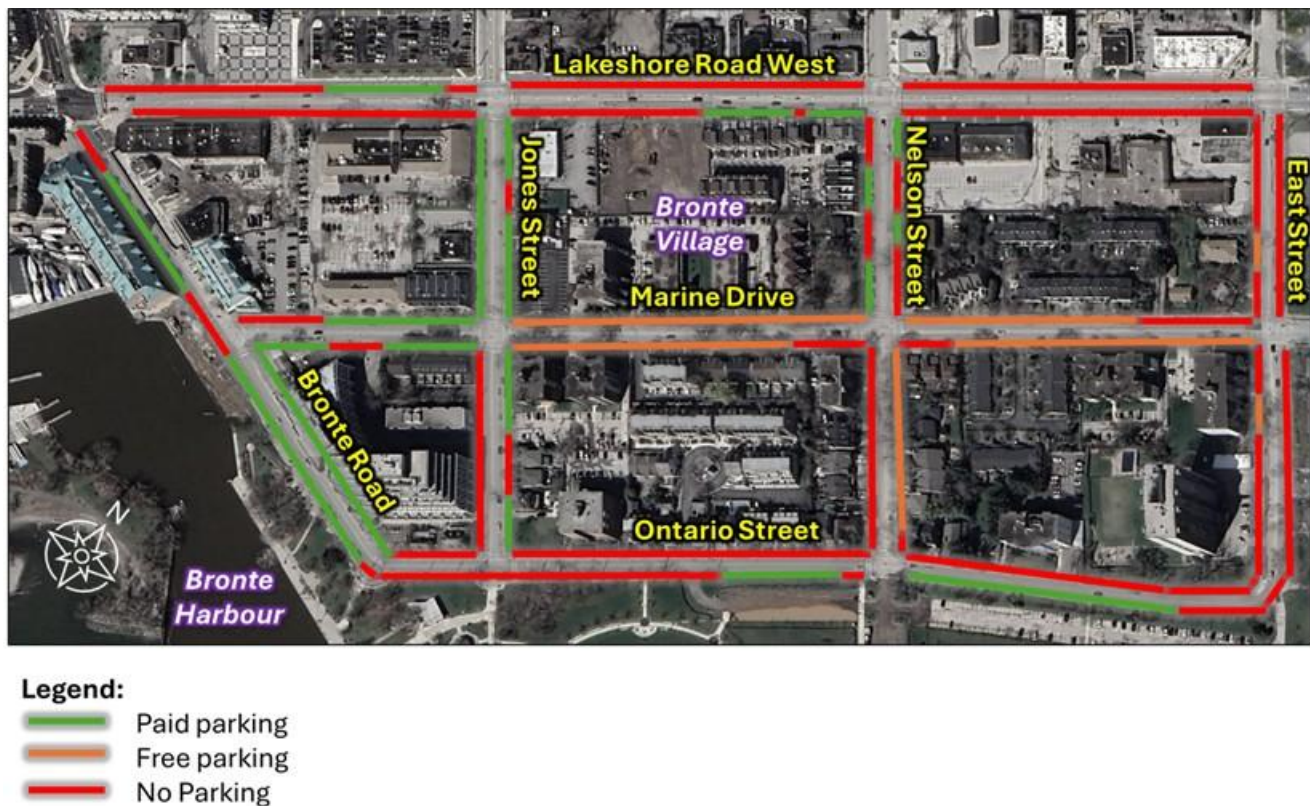 Lakeshore Road West
Jones Street
Nelson Street
East Street
Bronte
Village
Marine Drive
Bronte Road
Ontario Street
N
Bronte
Harbour
Legend:
Paid parking
Free parking
No Parking